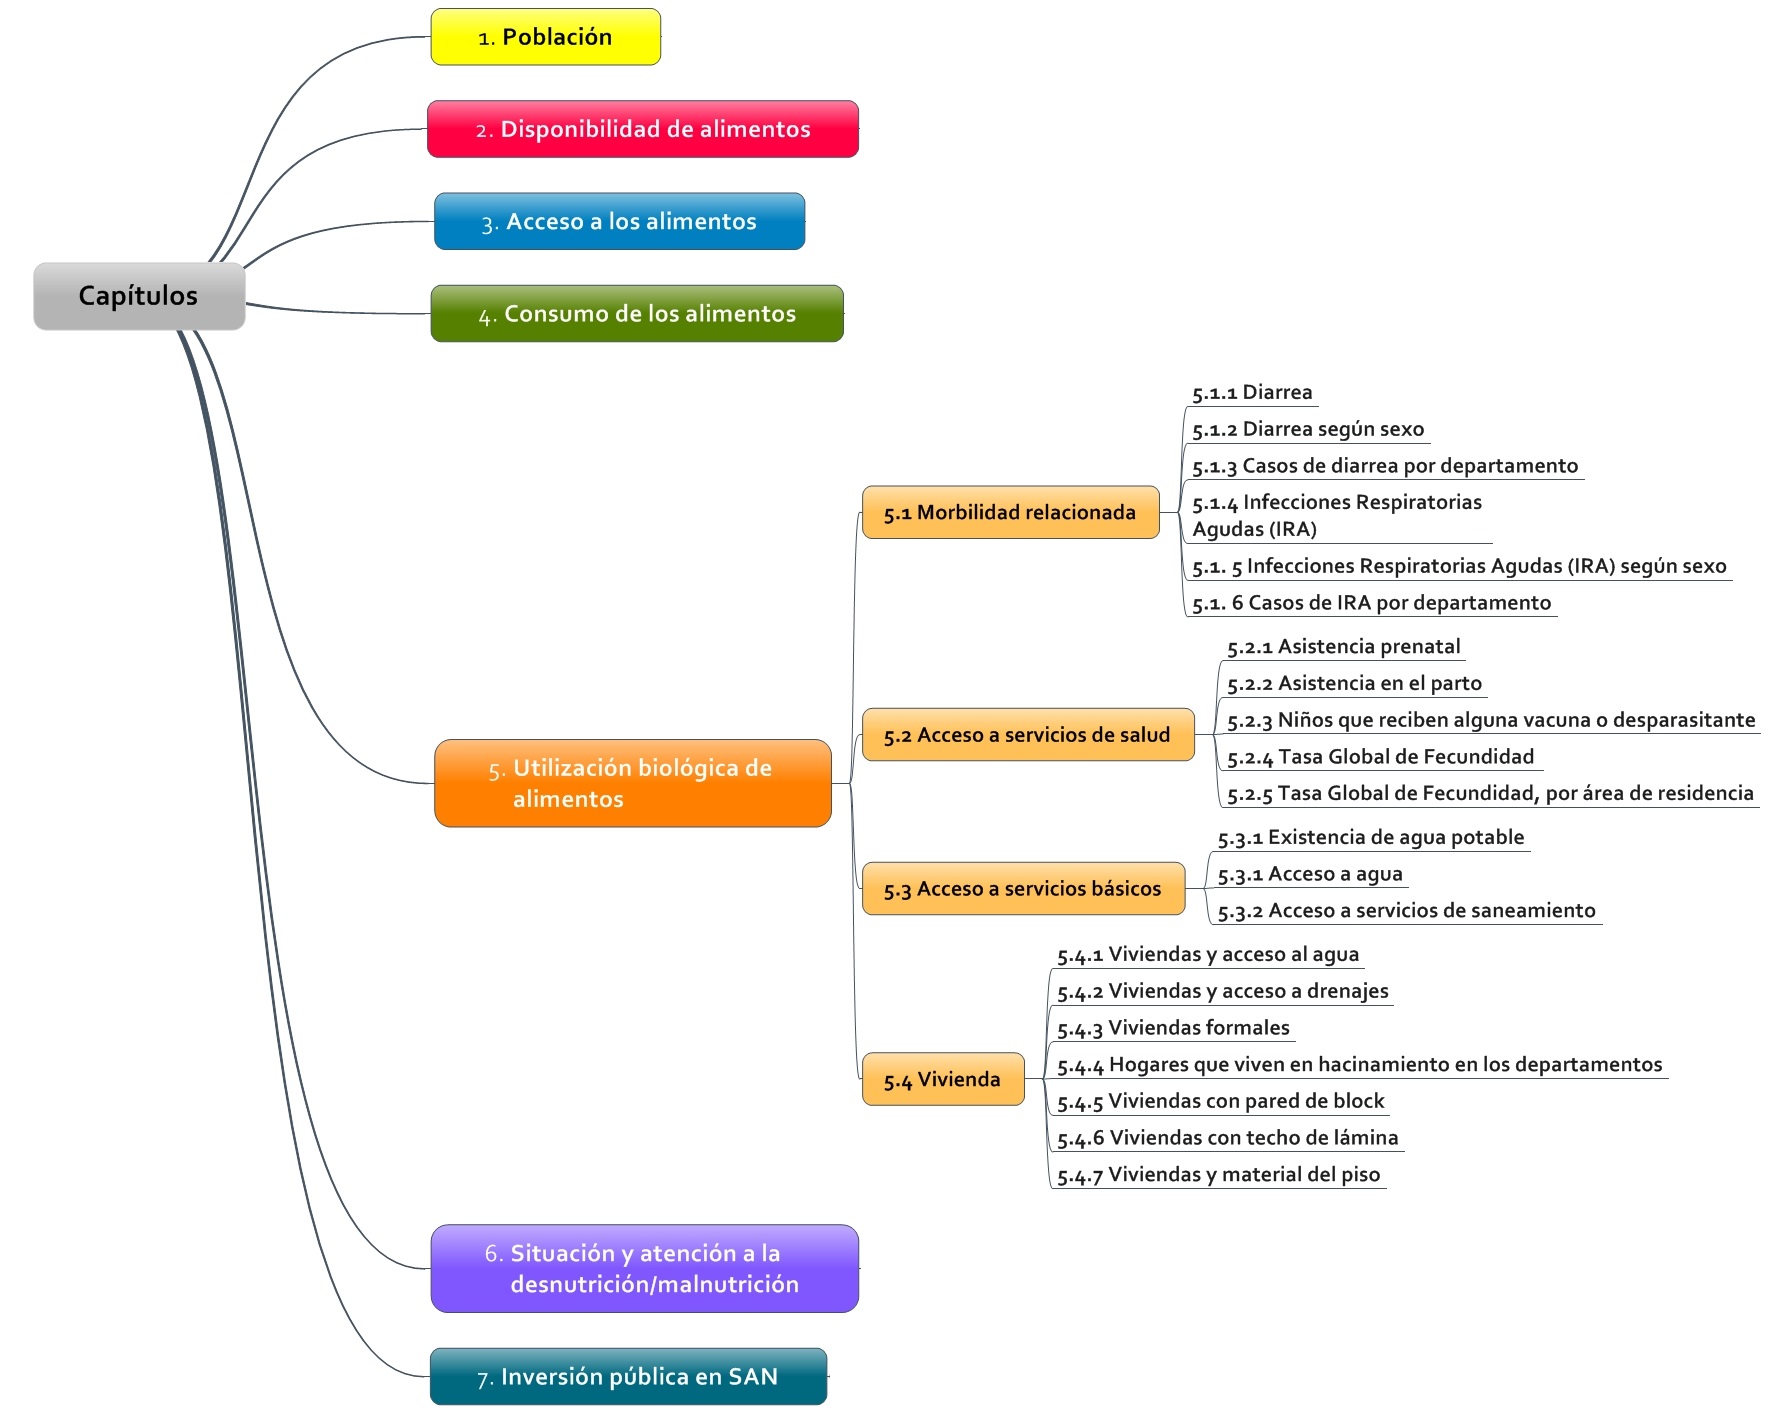 1. Población
2. Disponibilidad de alimentos
3. Acceso a los alimentos
Capítulos
4. Consumo de los alimentos
5. Utilización biológica de
alimentos
5.1 Morbilidad relacionada
5.1.1 Diarrea
5.1.2 Diarrea según sexo
5.1.3 Casos de diarrea por departamento
5.1.4 Infecciones Respiratorias
Agudas (IRA)
5.1. 5 Infecciones Respiratorias Agudas (IRA) según sexo
5.1. 6 Casos de IRA por departamento
5.2 Acceso a servicios de salud
5.2.1 Asistencia prenatal
5.2.2 Asistencia en el parto
5.2.3 Niños que reciben alguna vacuna o desparasitante
5.2.4 Tasa Global de Fecundidad
5.2.5 Tasa Global de Fecundidad, por área de residencia
5.3 Acceso a servicios básicos
5.3.1 Existencia de agua potable
5.3.1 Acceso a agua
5.3.2 Acceso a servicios de saneamiento
5.4 Vivienda
5.4.1 Viviendas y acceso al agua
5.4.2 Viviendas y acceso a drenajes
5.4.3 Viviendas formales
5.4.4 Hogares que viven en hacinamiento en los departamentos
5.4.5 Viviendas con pared de block
5.4.6 Viviendas con techo de lámina
5.4.7 Viviendas y material del piso
6. Situación y atención a la
desnutrición/malnutrición
7. Inversión pública en SAN